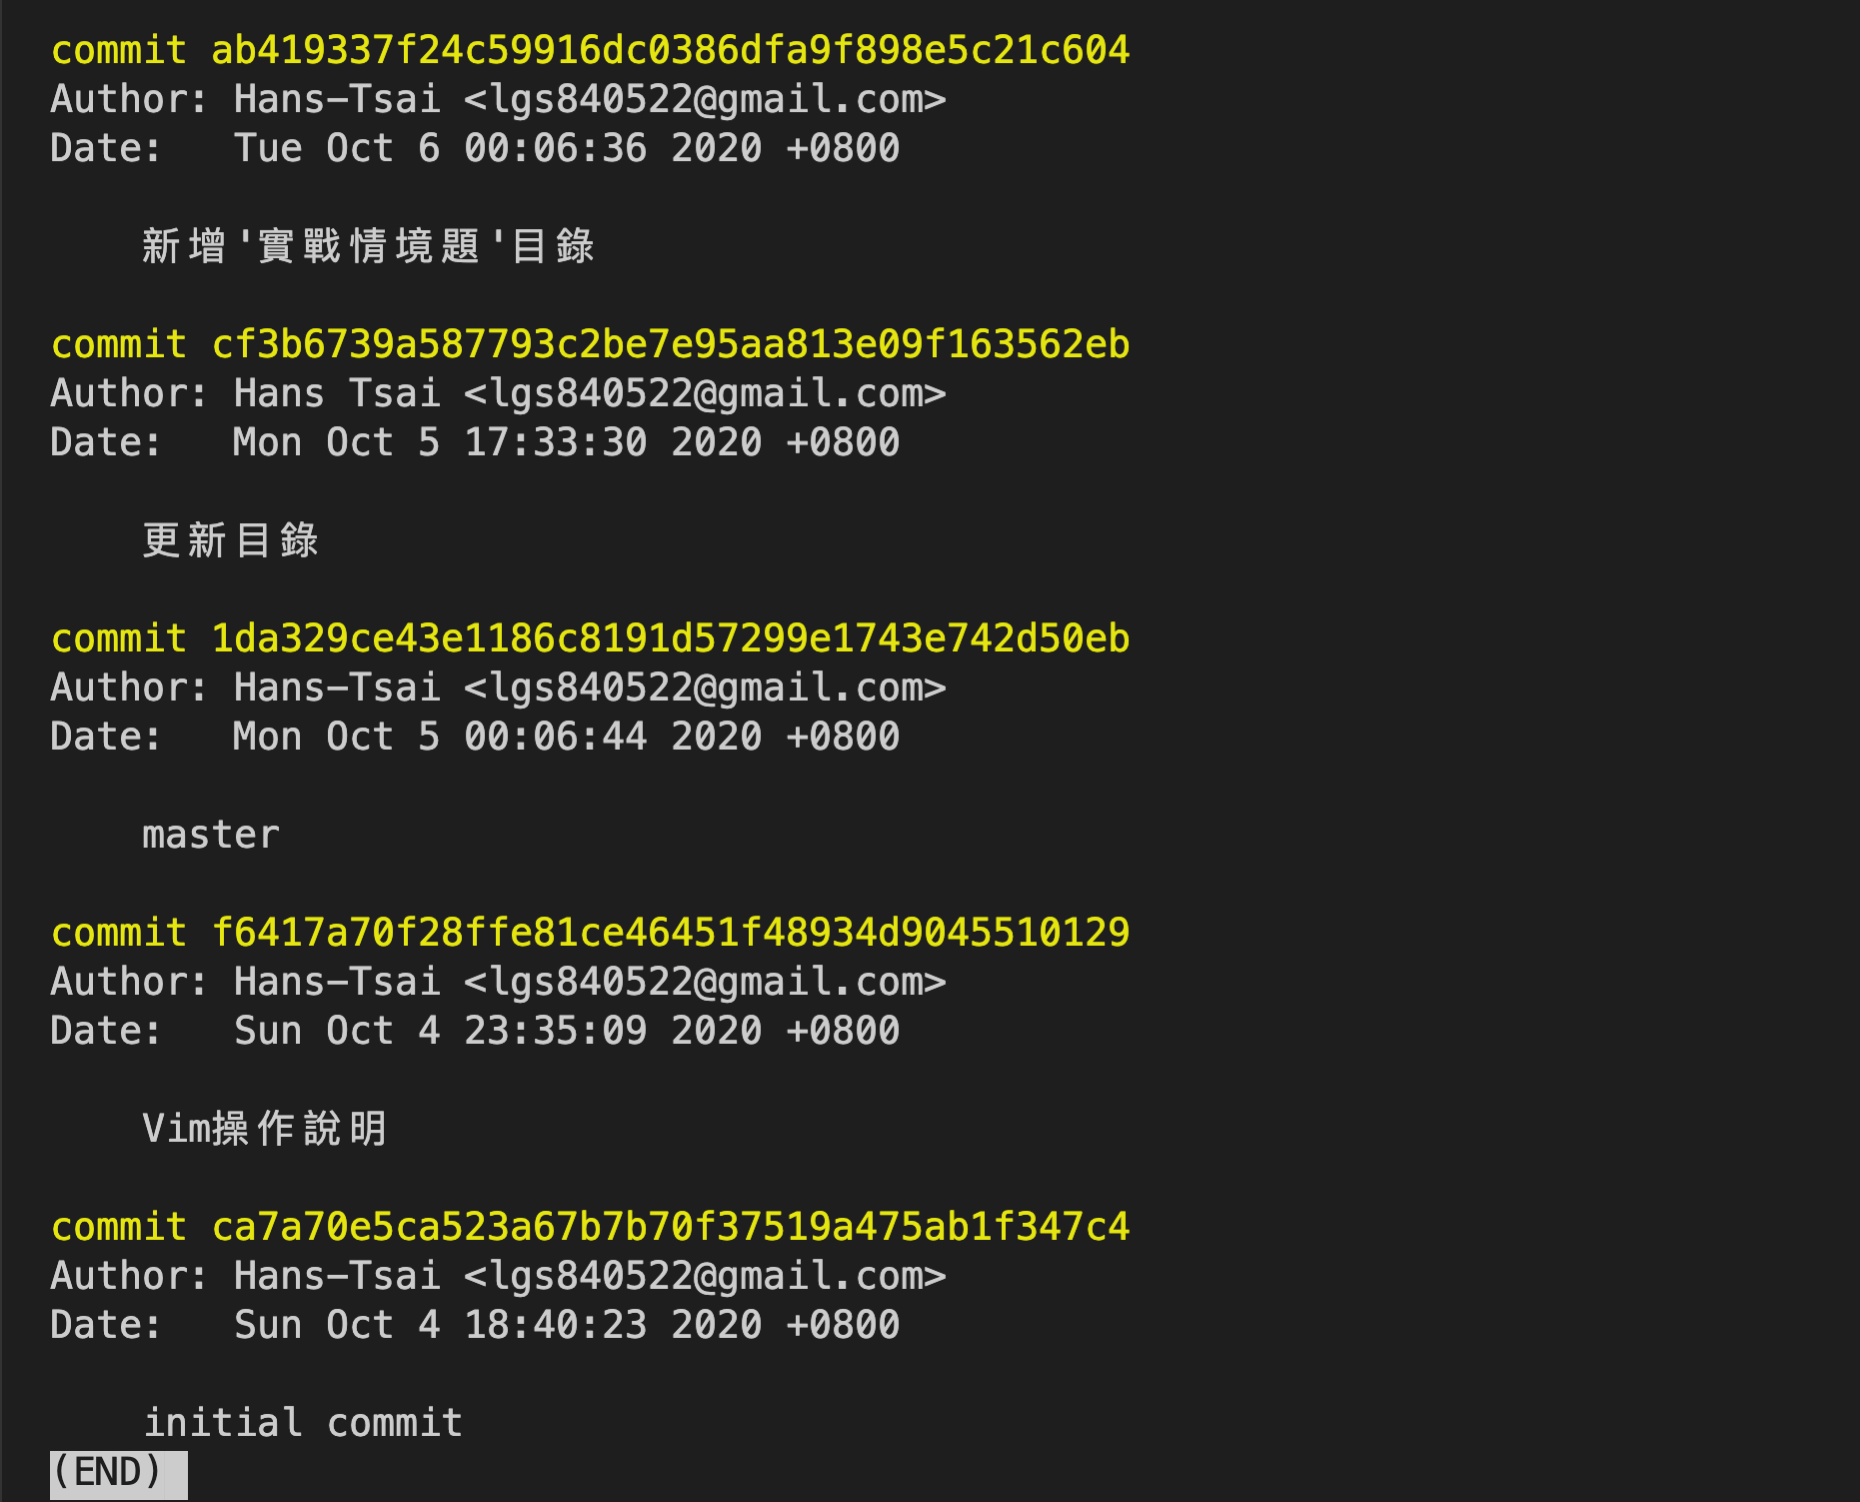 commit ab419337f24c59916dc0386dfa9f898e5c21c604
Author: Hans-Tsai <lgs840522@gmail.com>
Date:   Tue Oct 6 00:06:36 2020 +0800
新增'實戰情境題'目錄
commit cf3b6739a587793c2be7e95aa813e09f163562eb
Author: Hans Tsai <lgs840522@gmail.com>
Date:   Mon Oct 5 17:33:30 2020 +0800
更新目錄
commit 1da329ce43e1186c8191d57299e1743e742d50eb
Author: Hans-Tsai <lgs840522@gmail.com>
Date:   Mon Oct 5 00:06:44 2020 +0800
master
commit f6417a70f28ffe81ce46451f48934d9045510129
Author: Hans-Tsai <lgs840522@gmail.com>
Date:   Sun Oct 4 23:35:09 2020 +0800
Vim操作說明
commit ca7a70e5ca523a67b7b70f37519a475ab1f347c4
Author: Hans-Tsai <lgs840522@gmail.com>
Date:   Sun Oct 4 18:40:23 2020 +0800
initial commit
(END)